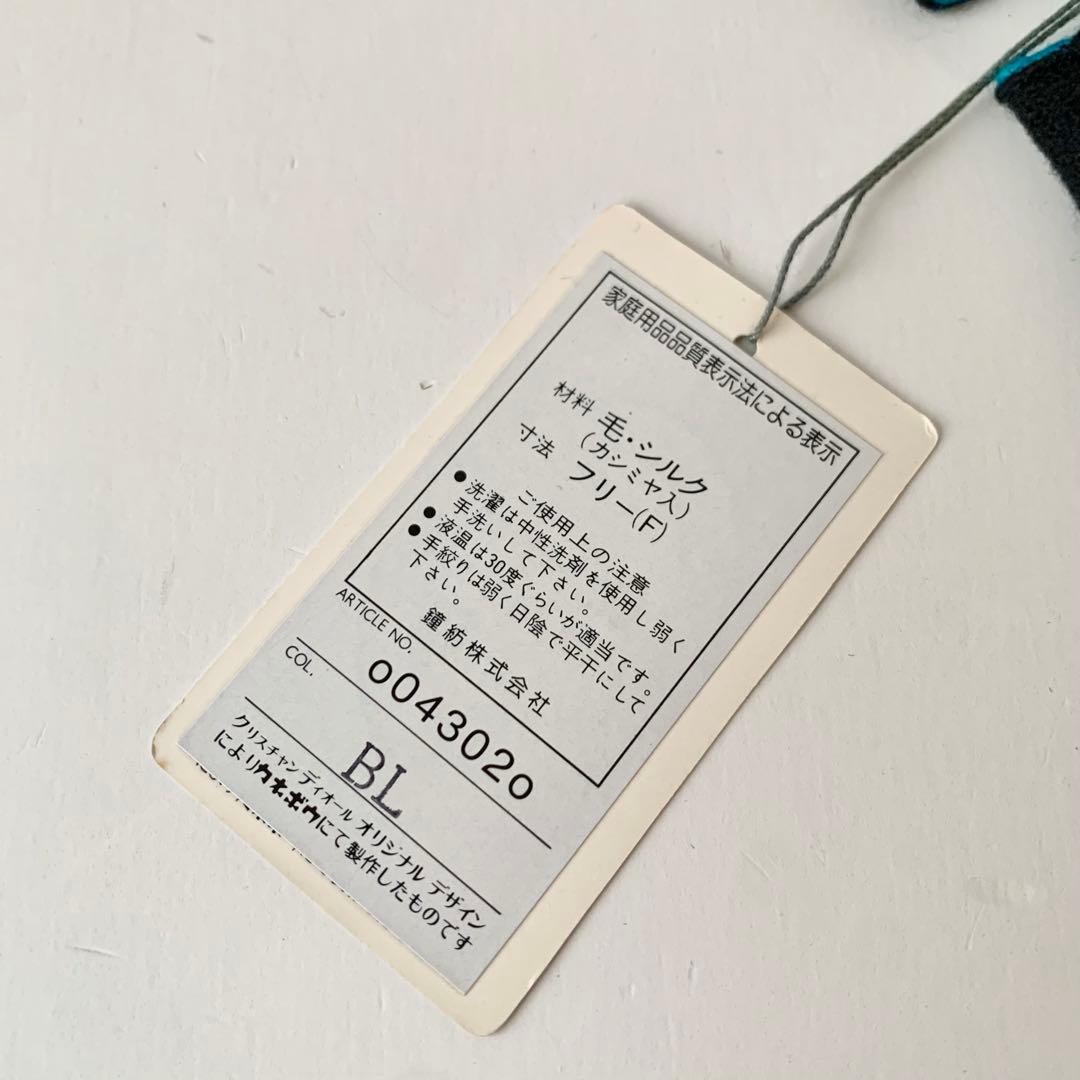 家庭用品品質表示法による表示
材料 毛・シルク
(カシミヤ入)
寸法 フリー(F)
ご使用上の注意
●洗濯は中性洗剤を使用し弱く
手洗いして下さい。
●液温は30度ぐらいが適当です。
●手絞りは弱く日陰で平干にして
下さい。
鐘紡株式会社
ARTICLE NO.
0043020
COL.
BL
クリスチャン ディオール オリジナル デザイン
によりカネボウにて製作したものです